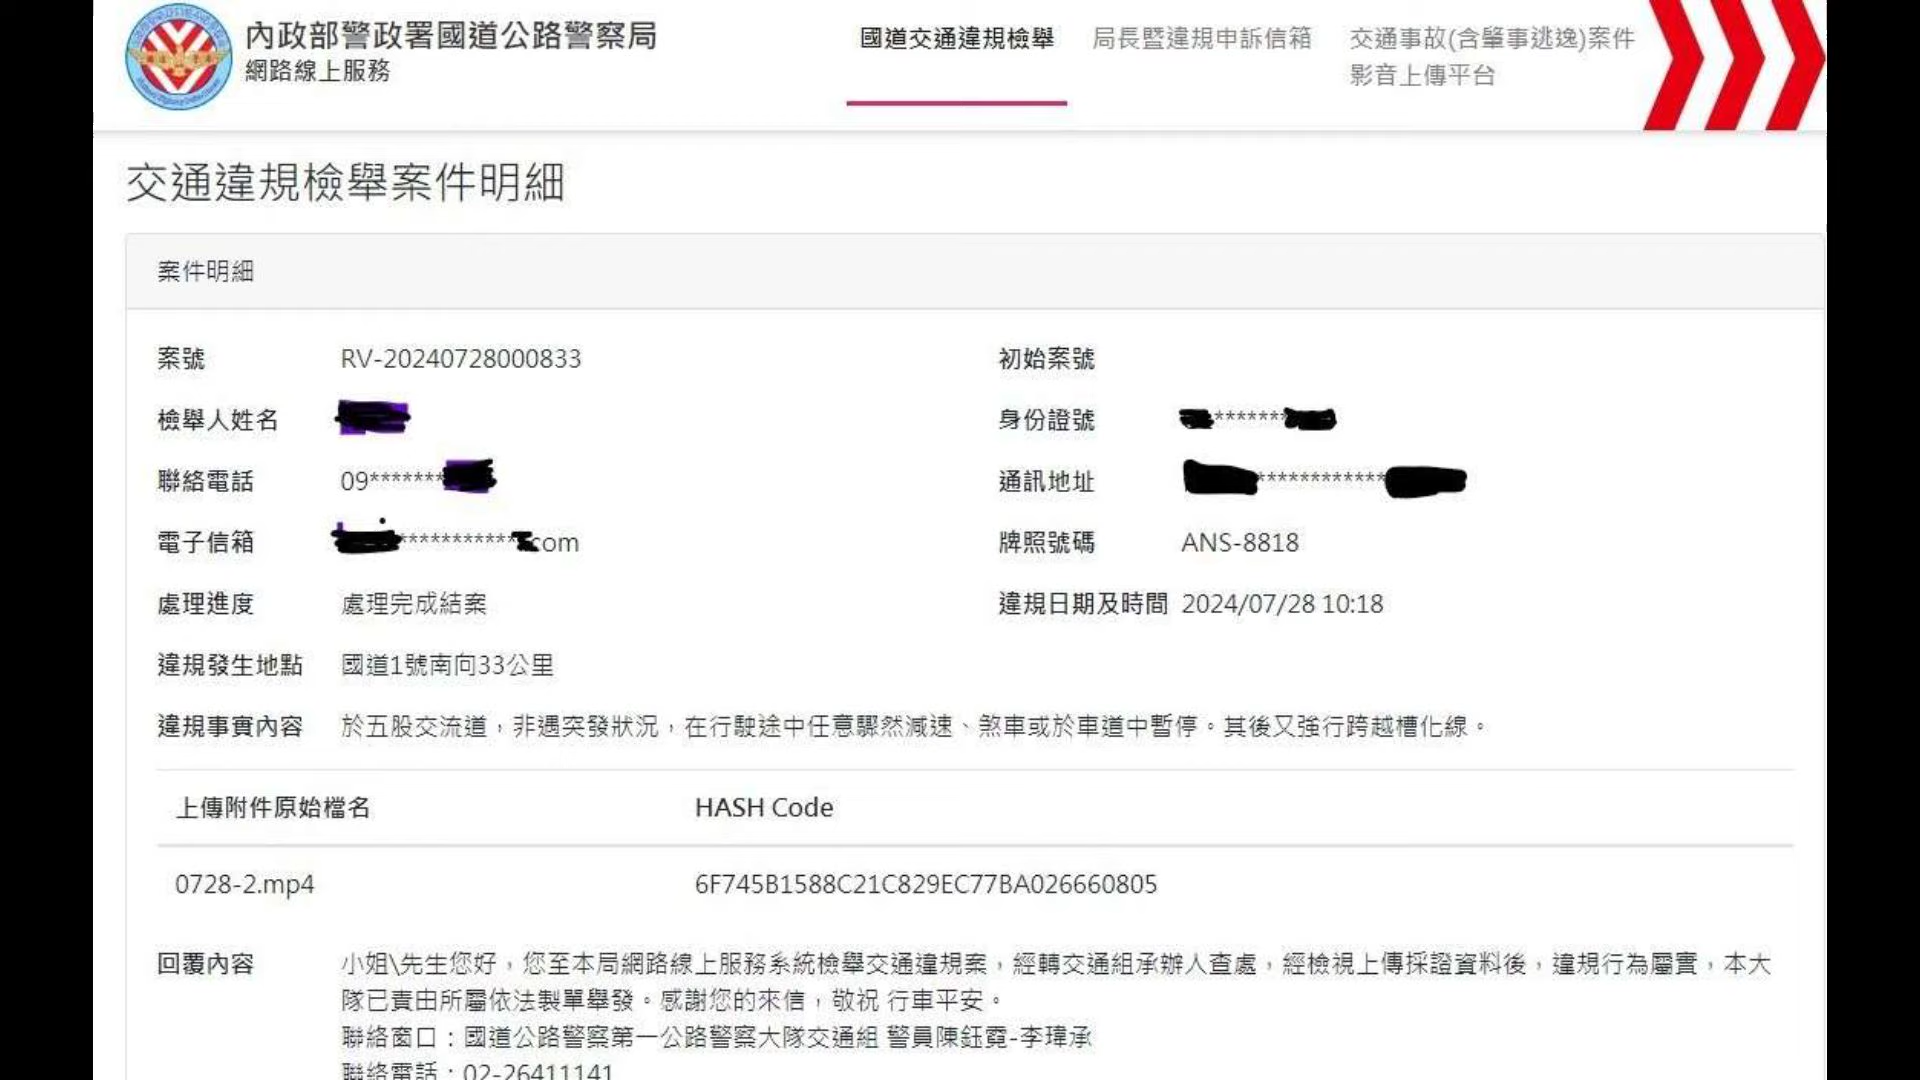 內政部警政署國道公路警察局
網路線上服務
國道交通違規檢舉
局長暨違規申訴信箱
交通事故(含肇事逃逸)案件
影音上傳平台
交通違規檢舉案件明細
案件明細
案號 RV-20240728000833 初始案號
檢舉人姓名 身份證號 *******
聯絡電話 09******* 通訊地址 ************
電子信箱 ************com 牌照號碼 ANS-8818
處理進度 處理完成結案 違規日期及時間 2024/07/28 10:18
違規發生地點 國道1號南向33公里
違規事實內容 於五股交流道，非遇突發狀況，在行駛途中任意驟然減速、煞車或於車道中暫停。其後又強行跨越槽化線。
上傳附件原始檔名 HASH Code
0728-2.mp4 6F745B1588C21C829EC77BA026660805
回覆內容 小姐\先生您好，您至本局網路線上服務系統檢舉交通違規案，經轉交通組承辦人查處，經檢視上傳採證資料後，違規行為屬實，本大
隊已責由所屬依法製單舉發。感謝您的來信，敬祝 行車平安。
聯絡窗口：國道公路警察第一公路警察大隊交通組 警員陳鈺霓-李瑋承
聯絡電話：02-26411141